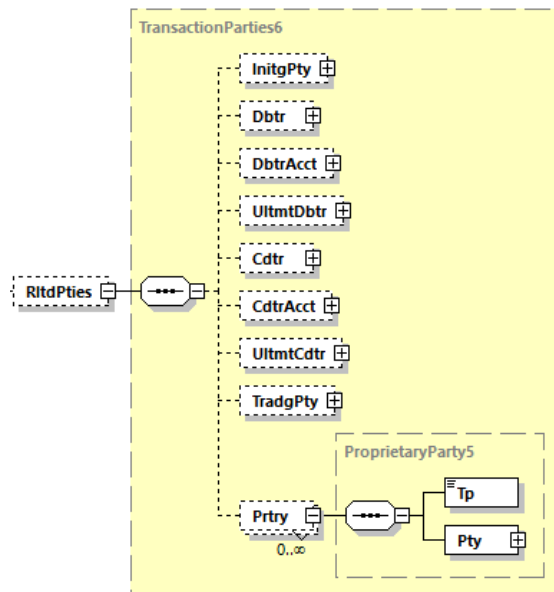 TransactionParties6
InitgPty
Dbtr
DbtrAcct
UltmtDbtr
Cdtr
RltdPties
CdtrAcct
UltmtCdtr
TradgPty
ProprietaryParty5
Tp
Prtry
Pty
0..∞